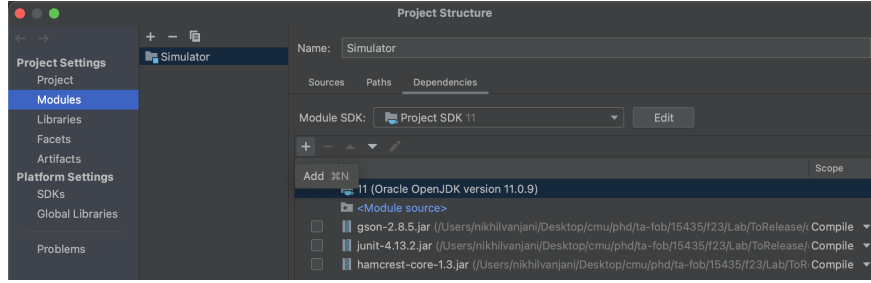 Project Structure
Project Settings
Project
Modules
Libraries
Facets
Artifacts
Platform Settings
SDKs
Global Libraries
Problems
Simulator
Name: Simulator
Sources Paths Dependencies
Module SDK: Project SDK 11 Edit
Add ⌘N
Scope
11 (Oracle OpenJDK version 11.0.9)
<Module source>
gson-2.8.5.jar (/Users/nikhilvanjani/Desktop/cmu/phd/ta-fob/15435/f23/Lab/ToRelease/ Compile
junit-4.13.2.jar (/Users/nikhilvanjani/Desktop/cmu/phd/ta-fob/15435/f23/Lab/ToRelease/ Compile
hamcrest-core-1.3.jar (/Users/nikhilvanjani/Desktop/cmu/phd/ta-fob/15435/f23/Lab/ToR Compile